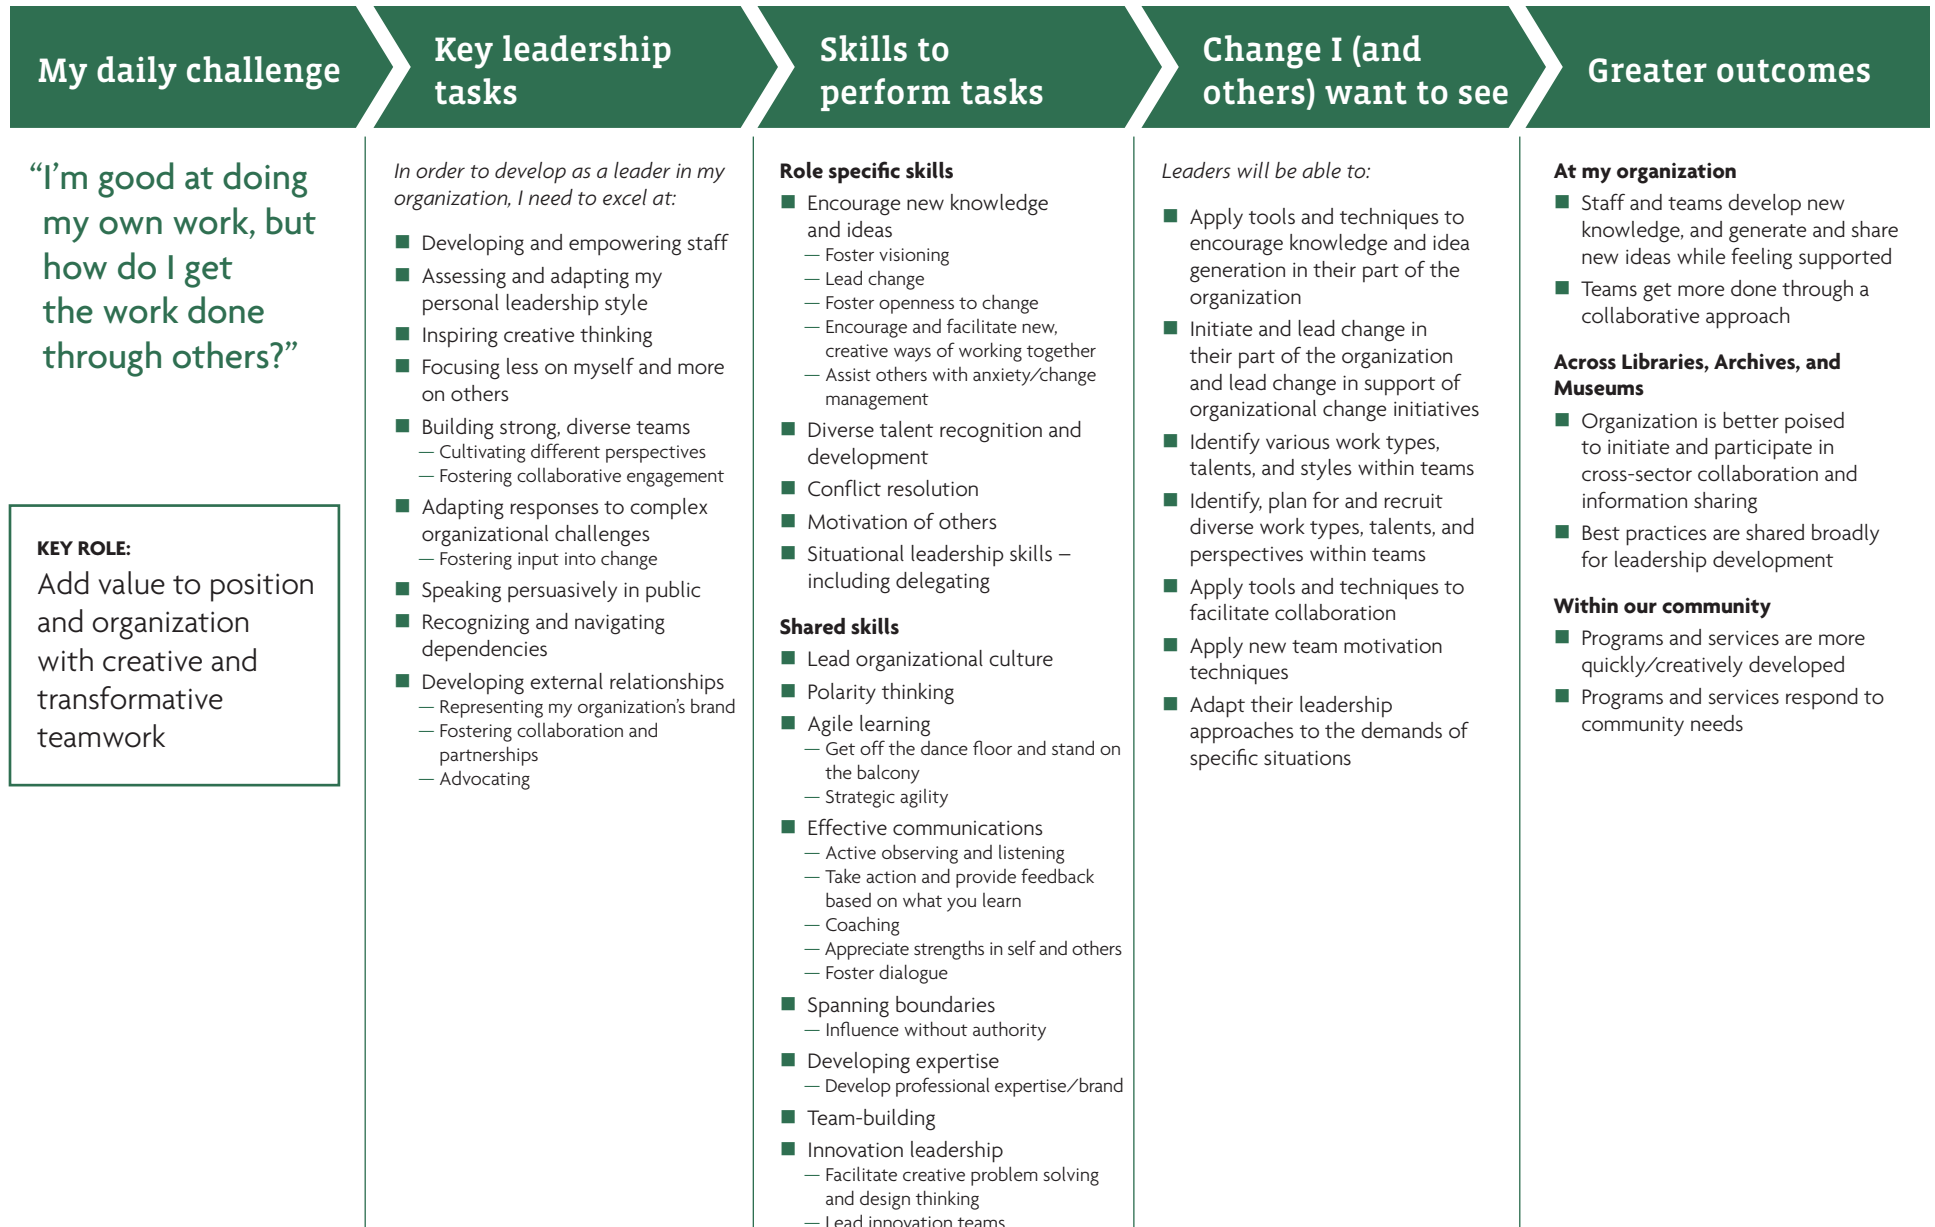 My daily challenge
Key leadership
tasks
Skills to
perform tasks
Change I (and
others) want to see
Greater outcomes
“I’m good at doing
my own work, but
how do I get
the work done
through others?”
KEY ROLE:
Add value to position
and organization
with creative and
transformative
teamwork
In order to develop as a leader in my
organization, I need to excel at:
■ Developing and empowering staff
■ Assessing and adapting my
personal leadership style
■ Inspiring creative thinking
■ Focusing less on myself and more
on others
■ Building strong, diverse teams
— Cultivating different perspectives
— Fostering collaborative engagement
■ Adapting responses to complex
organizational challenges
— Fostering input into change
■ Speaking persuasively in public
■ Recognizing and navigating
dependencies
■ Developing external relationships
— Representing my organization’s brand
— Fostering collaboration and
partnerships
— Advocating
Role specific skills
■ Encourage new knowledge
and ideas
— Foster visioning
— Lead change
— Foster openness to change
— Encourage and facilitate new,
creative ways of working together
— Assist others with anxiety/change
management
■ Diverse talent recognition and
development
■ Conflict resolution
■ Motivation of others
■ Situational leadership skills –
including delegating
Shared skills
■ Lead organizational culture
■ Polarity thinking
■ Agile learning
— Get off the dance floor and stand on
the balcony
— Strategic agility
■ Effective communications
— Active observing and listening
— Take action and provide feedback
based on what you learn
— Coaching
— Appreciate strengths in self and others
— Foster dialogue
■ Spanning boundaries
— Influence without authority
■ Developing expertise
— Develop professional expertise/brand
■ Team-building
■ Innovation leadership
— Facilitate creative problem solving
and design thinking
— Lead innovation teams
Leaders will be able to:
■ Apply tools and techniques to
encourage knowledge and idea
generation in their part of the
organization
■ Initiate and lead change in
their part of the organization
and lead change in support of
organizational change initiatives
■ Identify various work types,
talents, and styles within teams
■ Identify, plan for and recruit
diverse work types, talents, and
perspectives within teams
■ Apply tools and techniques to
facilitate collaboration
■ Apply new team motivation
techniques
■ Adapt their leadership
approaches to the demands of
specific situations
At my organization
■ Staff and teams develop new
knowledge, and generate and share
new ideas while feeling supported
■ Teams get more done through a
collaborative approach
Across Libraries, Archives, and
Museums
■ Organization is better poised
to initiate and participate in
cross-sector collaboration and
information sharing
■ Best practices are shared broadly
for leadership development
Within our community
■ Programs and services are more
quickly/creatively developed
■ Programs and services respond to
community needs